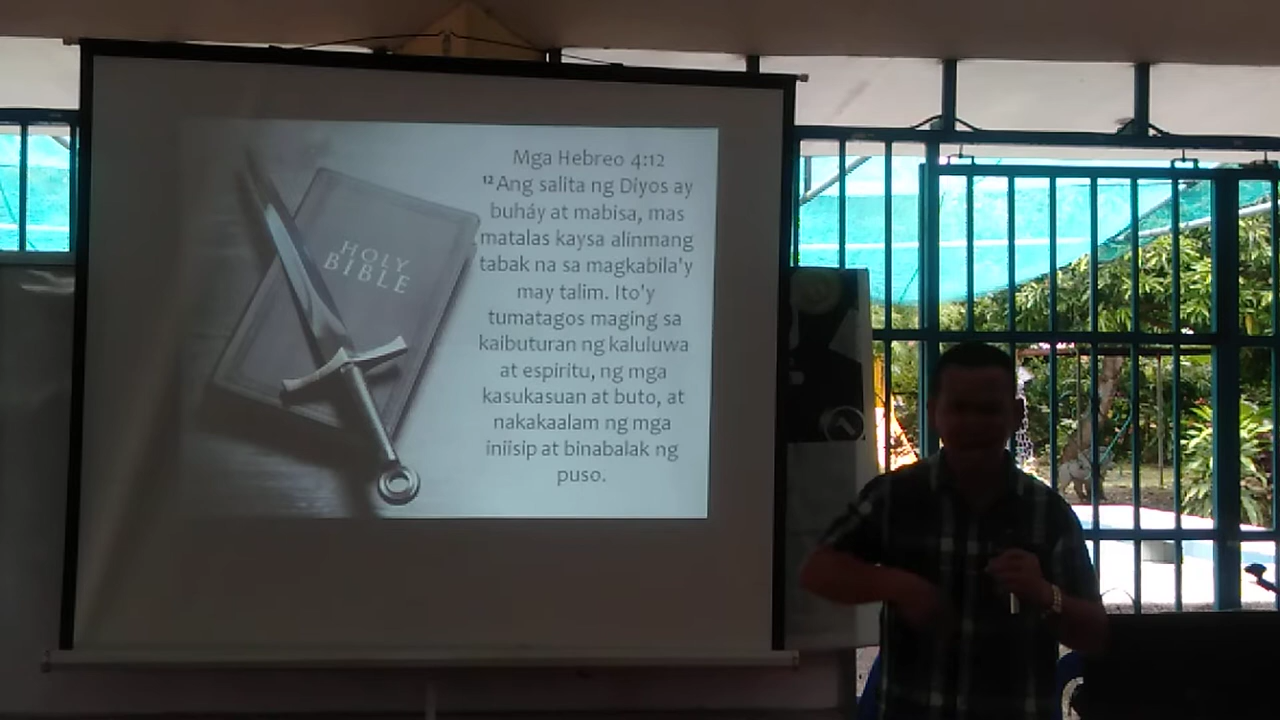 HOLY
BIBLE
Mga Hebreo 4:12
¹²Ang salita ng Diyos ay
buháy at mabisa, mas
matalas kaysa alinmang
tabak na sa magkabila'y
may talim. Ito'y
tumatagos maging sa
kaibuturan ng kaluluwa
at espiritu, ng mga
kasukasuan at buto, at
nakakaalam ng mga
iniisip at binabalak ng
puso.